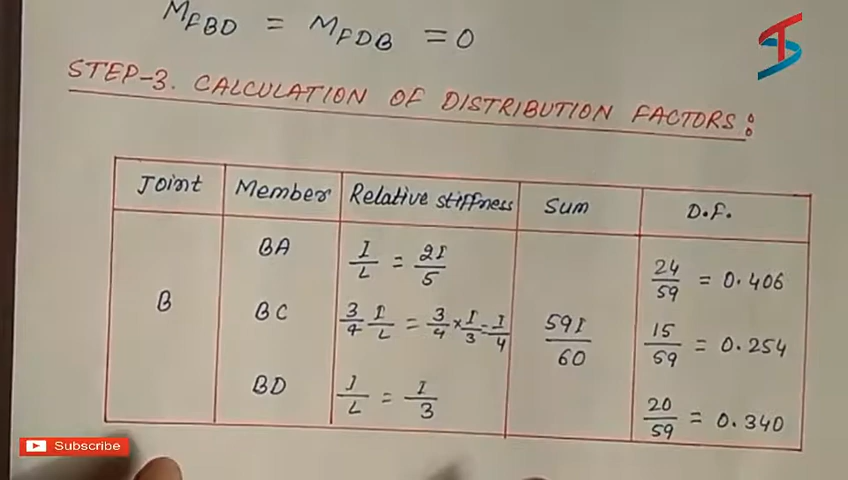 M_FBD = M_FDB = 0
STEP-3. CALCULATION OF DISTRIBUTION FACTORS:
Joint Member Relative stiffness Sum D.F.
BA I/L = 2I/5 24/59 = 0.406
B BC 3/4 I/L = 3/4 × I/3 = I/4 59I/60 15/59 = 0.254
BD I/L = I/3 20/59 = 0.340
Subscribe